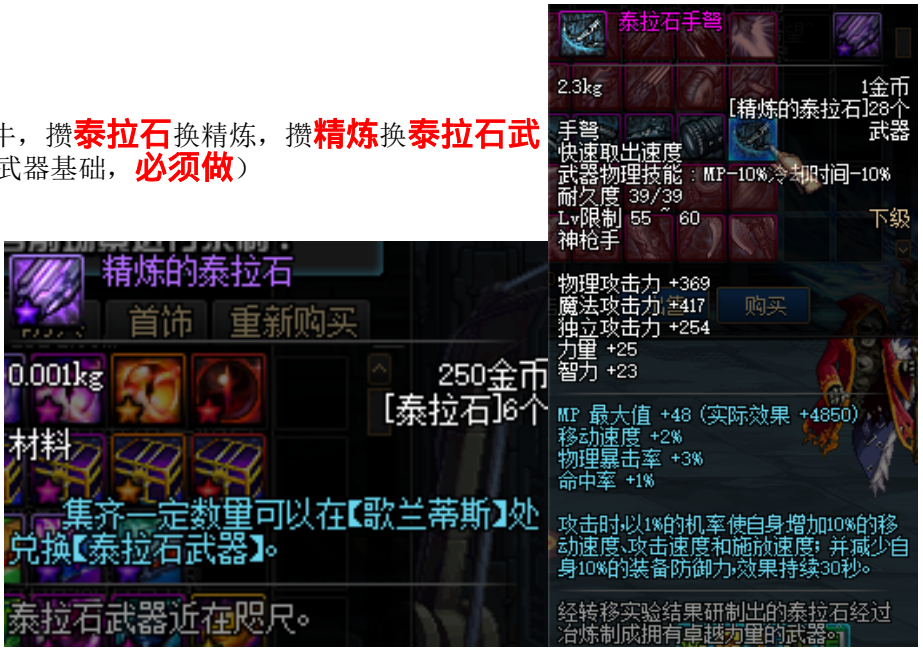 牛，攒泰拉石换精炼，攒精炼换泰拉石武
武器基础，必须做）
精炼的泰拉石
首饰
重新购买
0.001kg
250金币
[泰拉石]6个
材料
集齐一定数量可以在【歌兰蒂斯】处
兑换【泰拉石武器】。
泰拉石武器近在咫尺。
泰拉石手弩
2.3kg
1金币
[精炼的泰拉石]28个
手弩
武器
快速取出速度
武器物理技能：MP-10%冷却时间-10%
耐久度 39/39
Lv限制 55 ~ 60
下级
神枪手
物理攻击力 +369
魔法攻击力 +417
购买
独立攻击力 +254
力量 +25
智力 +23
MP 最大值 +48 (实际效果 +4850)
移动速度 +2%
物理暴击率 +3%
命中率 +1%
攻击时，以1%的机率使自身增加10%的移
动速度、攻击速度和施放速度；并减少自
身10%的装备防御力，效果持续30秒。
经转移实验结果研制出的泰拉石经过
冶炼制成拥有卓越力量的武器。